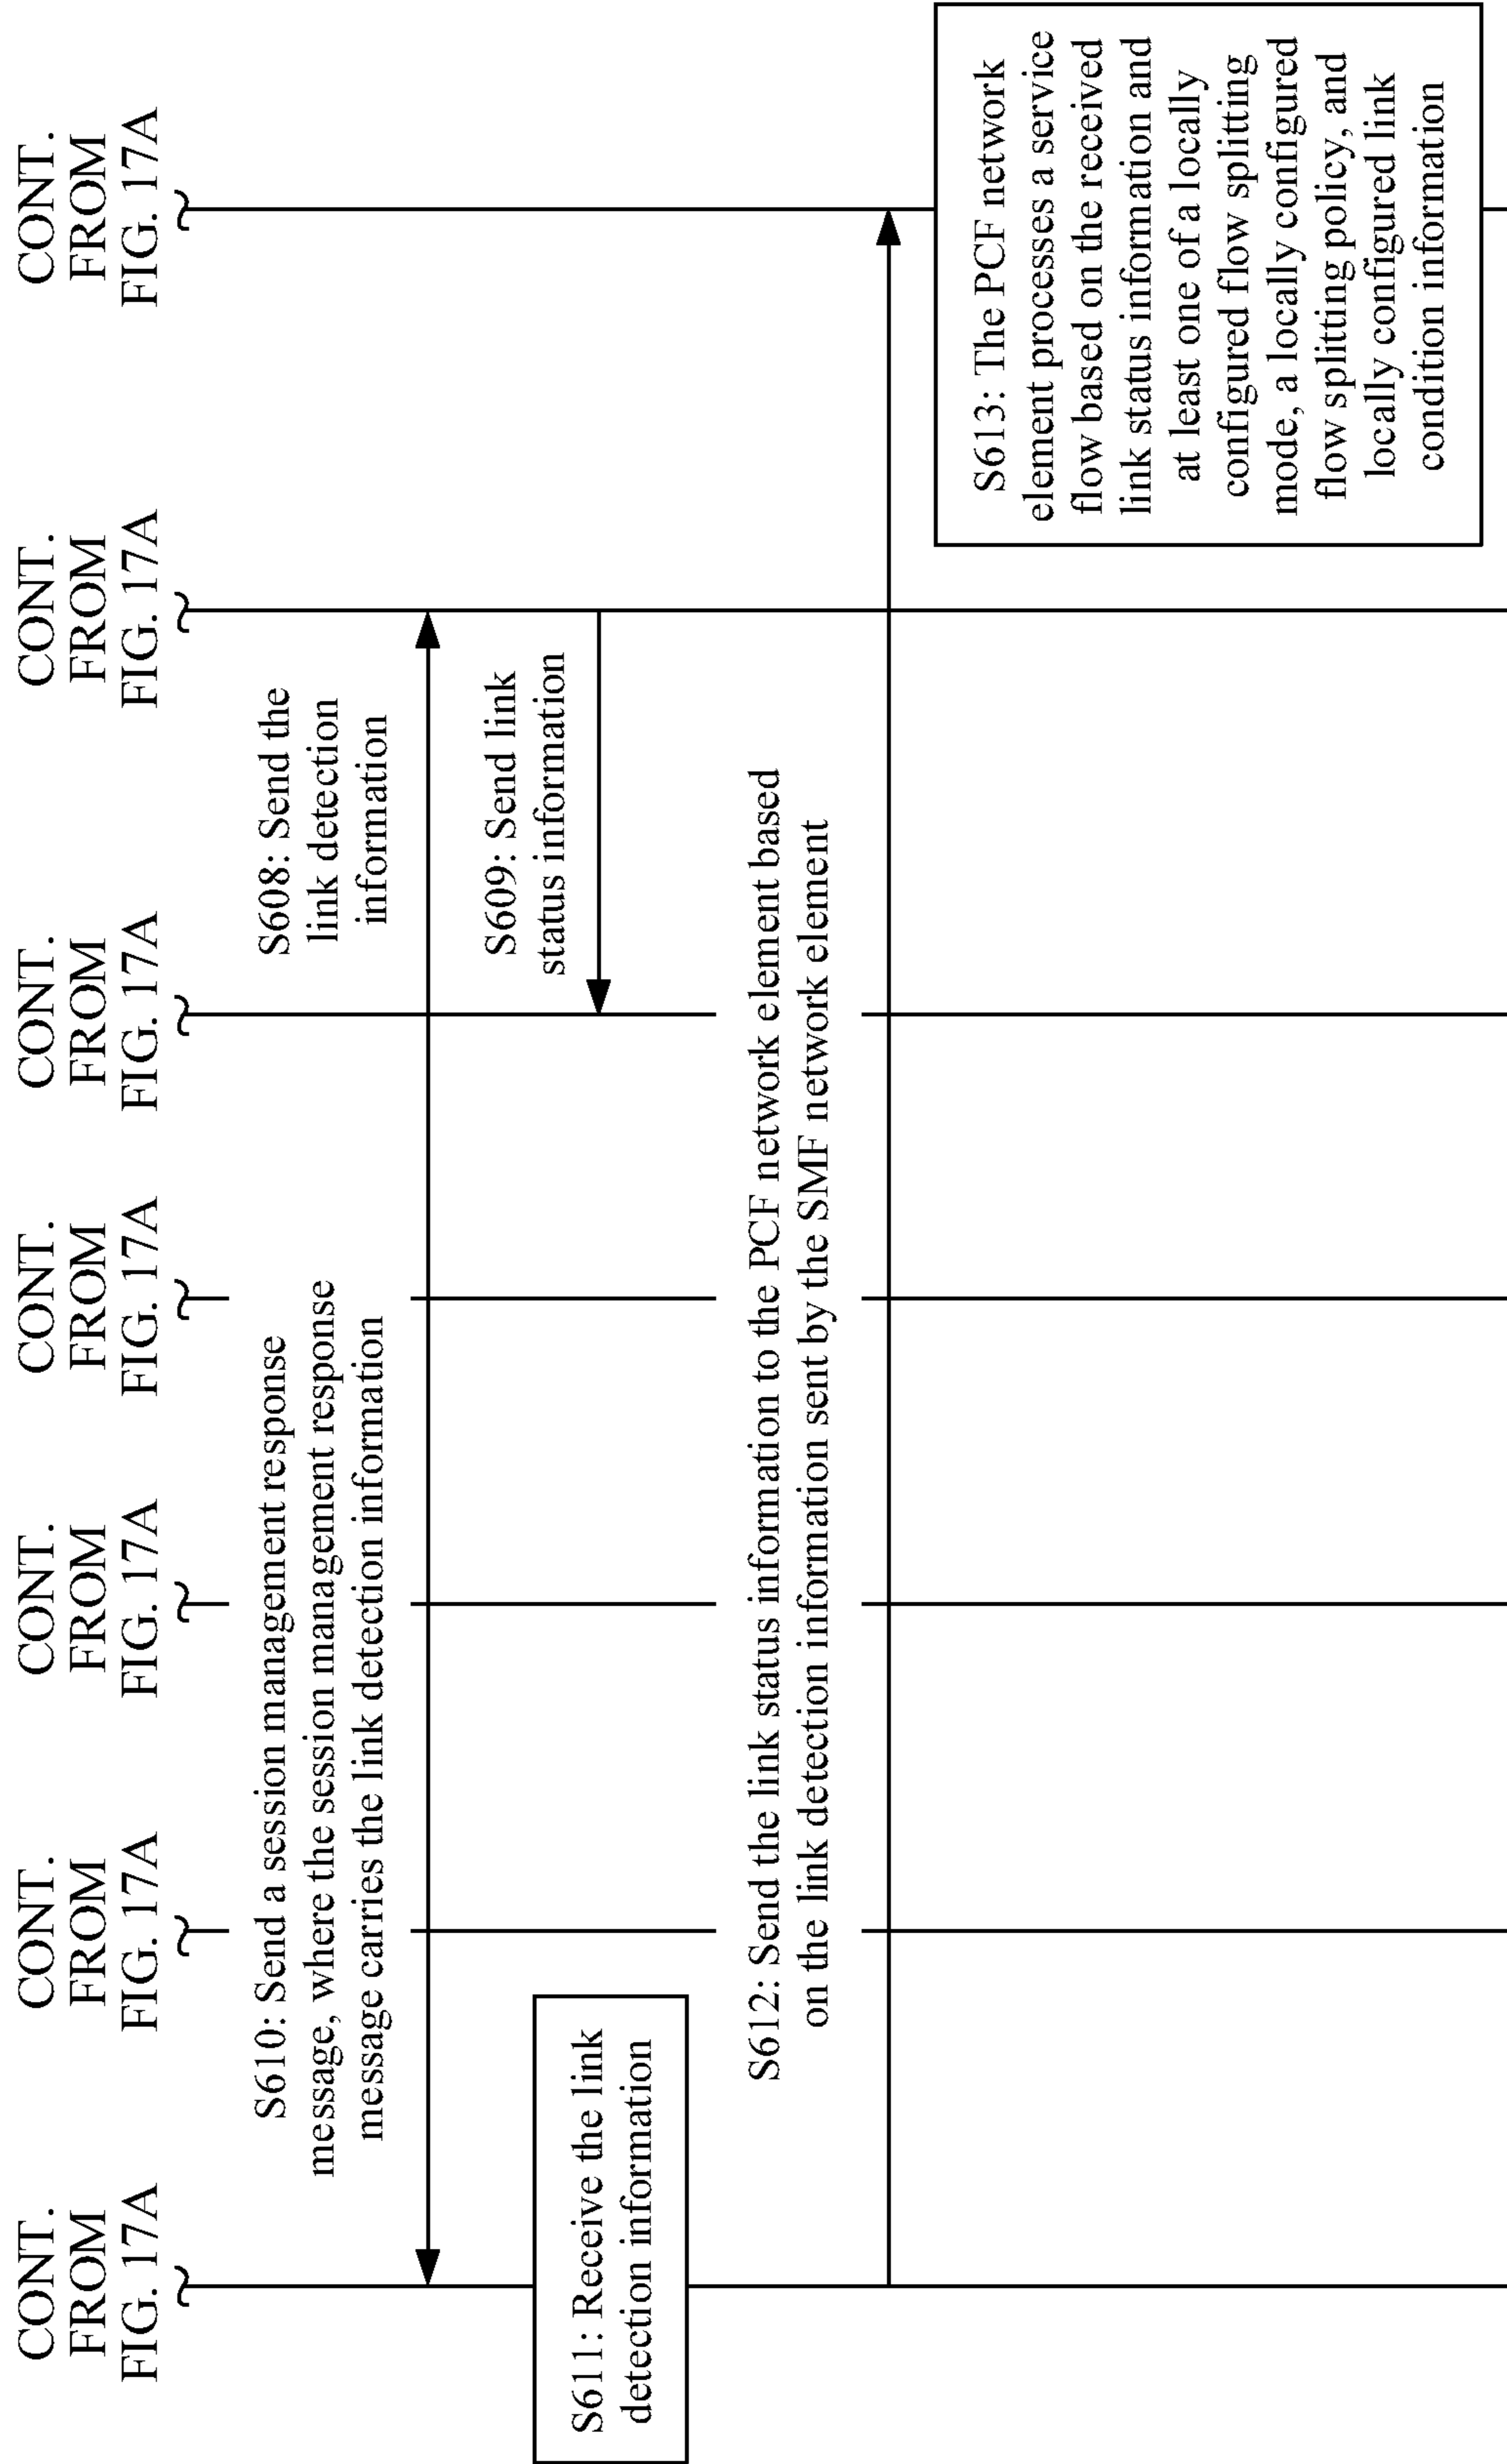 CONT.
FROM
FIG. 17A
CONT.
FROM
FIG. 17A
CONT.
FROM
FIG. 17A
CONT.
FROM
FIG. 17A
CONT.
FROM
FIG. 17A
CONT.
FROM
FIG. 17A
CONT.
FROM
FIG. 17A
S610: Send a session management response
message, where the session management response
message carries the link detection information
S608: Send the
link detection
information
S609: Send link
status information
S611: Receive the link
detection information
S612: Send the link status information to the PCF network element based
on the link detection information sent by the SMF network element
S613: The PCF network
element processes a service
flow based on the received
link status information and
at least one of a locally
configured flow splitting
mode, a locally configured
flow splitting policy, and
locally configured link
condition information